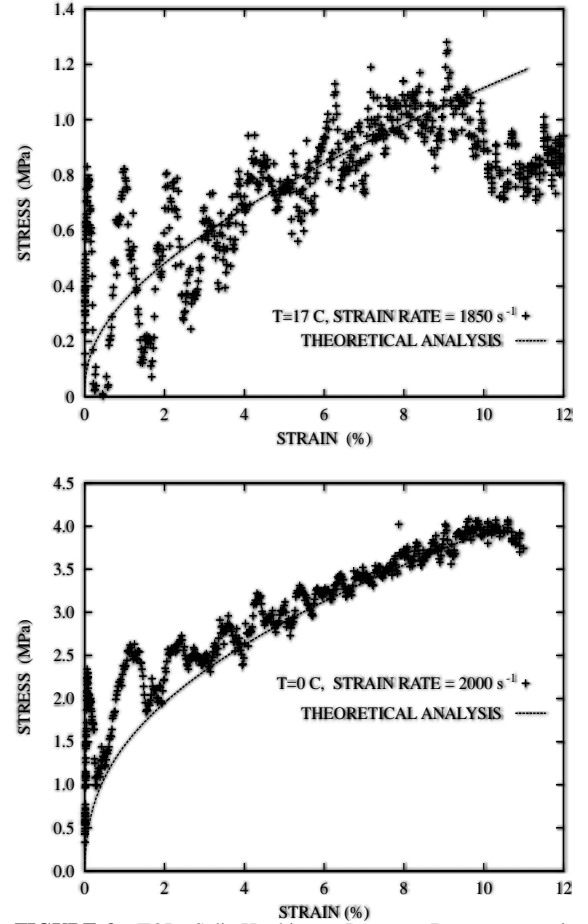 1.4
1.2
1.0
0.8
0.6
0.4
0.2
0
STRESS (MPa)
T=17 C, STRAIN RATE = 1850 s⁻¹ +
THEORETICAL ANALYSIS
0 2 4 6 8 10 12
STRAIN (%)
4.5
4.0
3.5
3.0
2.5
2.0
1.5
1.0
0.5
0.0
STRESS (MPa)
T=0 C, STRAIN RATE = 2000 s⁻¹ +
THEORETICAL ANALYSIS
0 2 4 6 8 10 12
STRAIN (%)
FIGURE